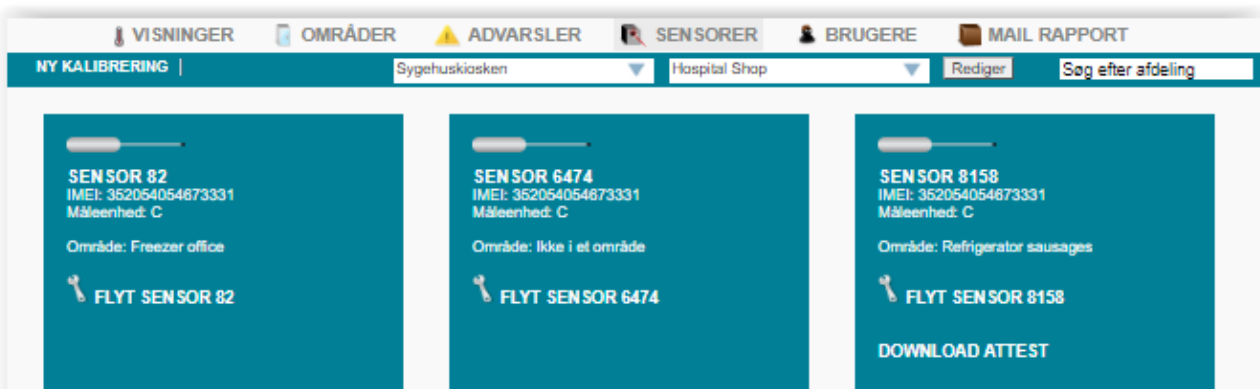 VISNINGER OMRÅDER ADVARSLER SENSORER BRUGERE MAIL RAPPORT
NY KALIBRERING | Sygehuskiosken Hospital Shop Rediger Søg efter afdeling
SENSOR 82
IMEI: 352054054673331
Måleenhed: C
Område: Freezer office
FLYT SENSOR 82
SENSOR 6474
IMEI: 352054054673331
Måleenhed: C
Område: Ikke i et område
FLYT SENSOR 6474
SENSOR 8158
IMEI: 352054054673331
Måleenhed: C
Område: Refrigerator sausages
FLYT SENSOR 8158
DOWNLOAD ATTEST